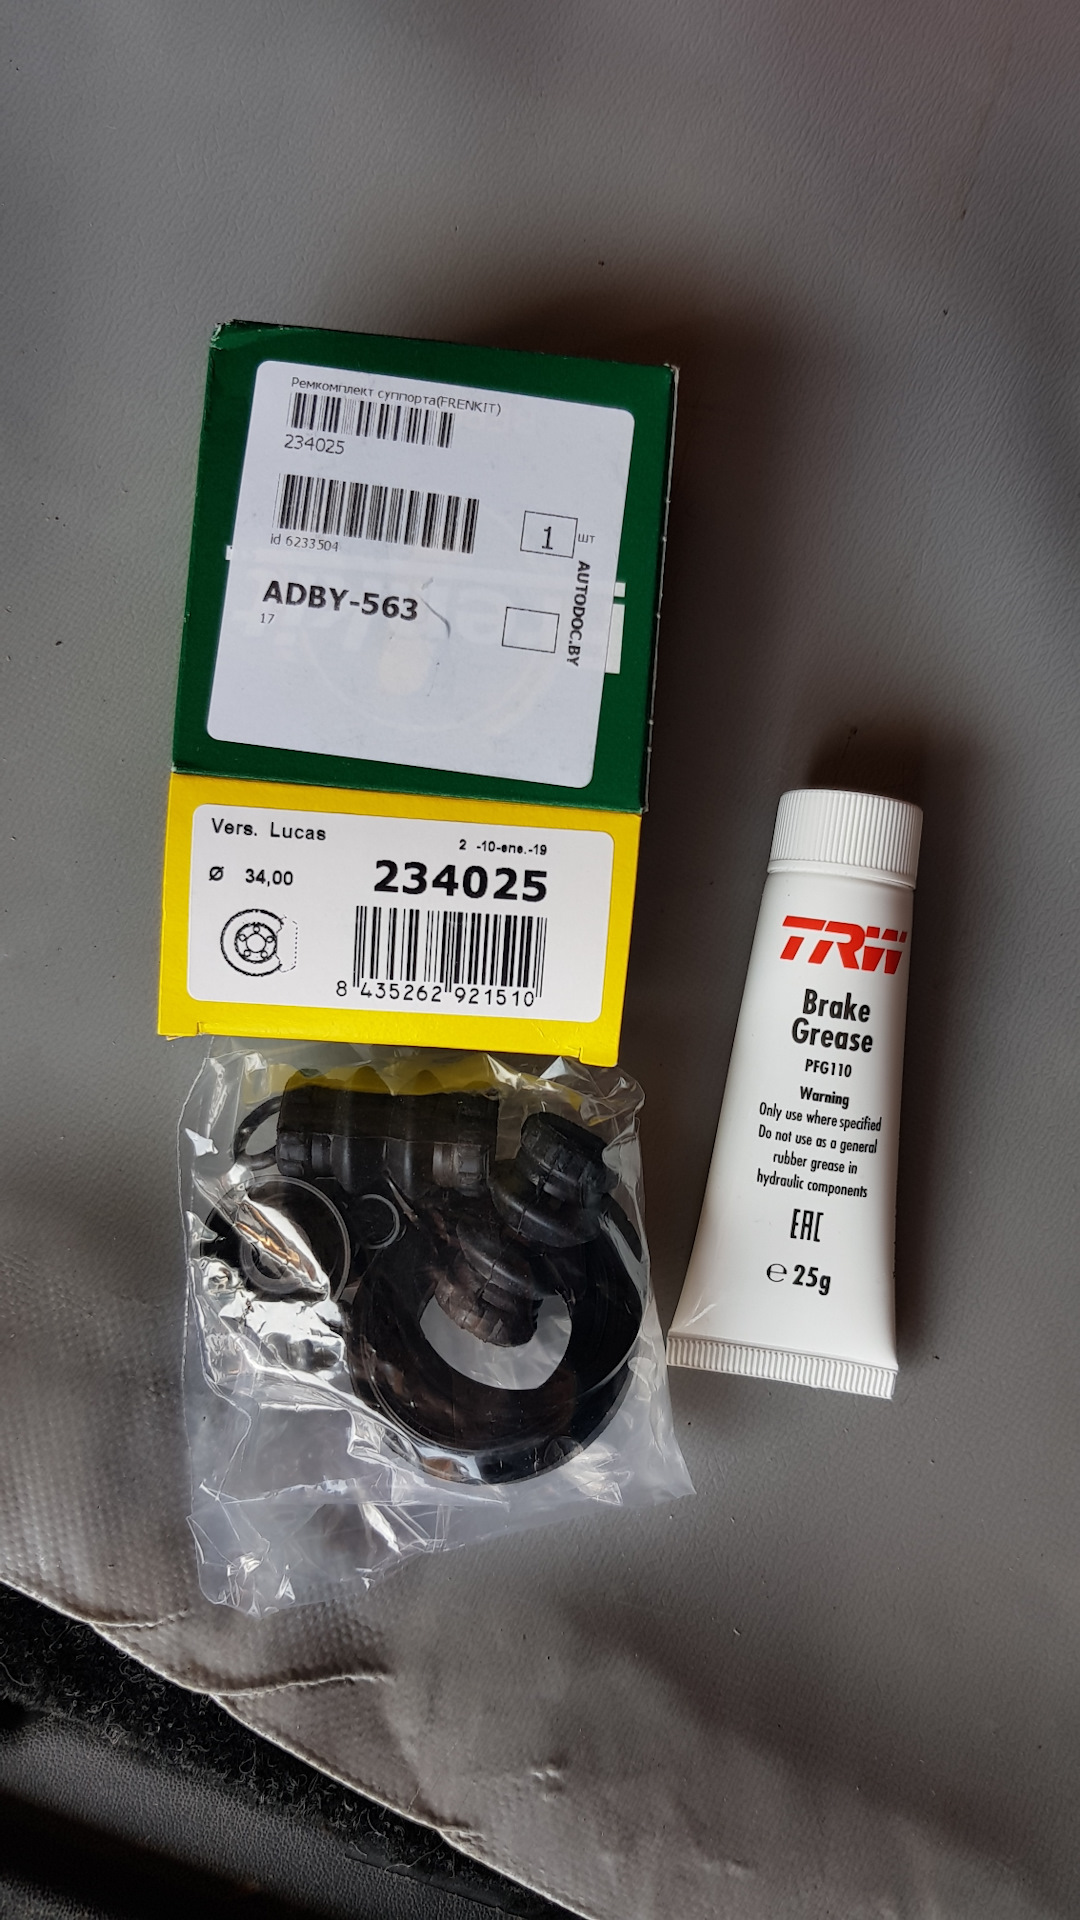 Ремкомплект суппорта(FRENKIT)
234025
id 6233504
1 шт
ADBY-563
17
AUTODOC.BY
Vers. Lucas
2 -10-ene.-19
Ø 34,00
234025
8 435262 921510
TRW
Brake
Grease
PFG110
Warning
Only use where specified
Do not use as a general
rubber grease in
hydraulic components
EAC
℮ 25g